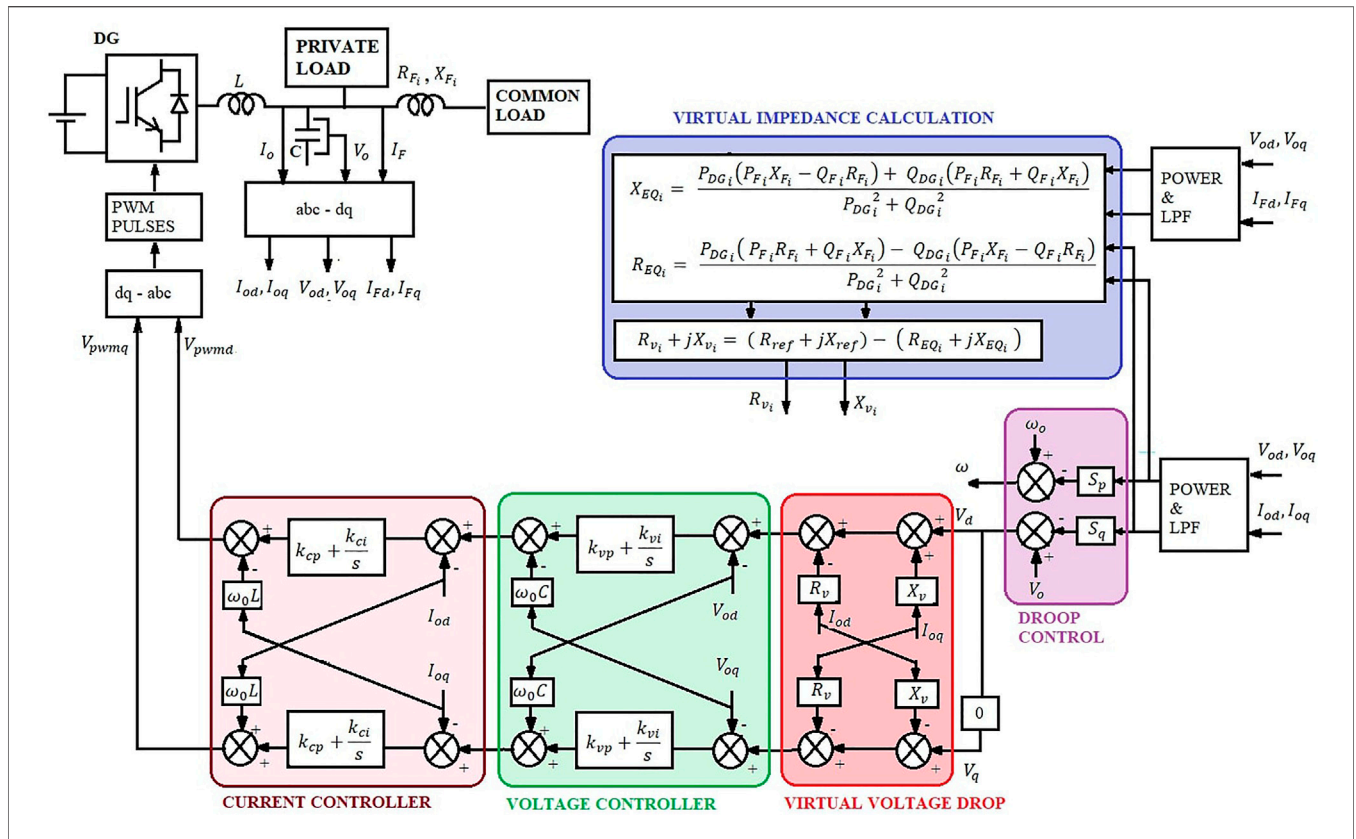 DG
PRIVATE
LOAD
L
R_{F_i} , X_{F_i}
COMMON
LOAD
I_o
C
V_o
I_F
abc - dq
PWM
PULSES
dq - abc
I_{od}, I_{oq}
V_{od}, V_{oq}
I_{Fd}, I_{Fq}
V_{pwmq}
V_{pwmd}
VIRTUAL IMPEDANCE CALCULATION
X_{EQ_i} = \frac{P_{DG_i}(P_{F_i}X_{F_i} - Q_{F_i}R_{F_i}) + Q_{DG_i}(P_{F_i}R_{F_i} + Q_{F_i}X_{F_i})}{P_{DG_i}^2 + Q_{DG_i}^2}
R_{EQ_i} = \frac{P_{DG_i}(P_{F_i}R_{F_i} + Q_{F_i}X_{F_i}) - Q_{DG_i}(P_{F_i}X_{F_i} - Q_{F_i}R_{F_i})}{P_{DG_i}^2 + Q_{DG_i}^2}
R_{v_i} + jX_{v_i} = (R_{ref} + jX_{ref}) - (R_{EQ_i} + jX_{EQ_i})
R_{v_i}
X_{v_i}
POWER
&
LPF
V_{od}, V_{oq}
I_{Fd}, I_{Fq}
ω_o
+
-
S_p
ω
V_d
-
S_q
+
V_o
DROOP
CONTROL
POWER
&
LPF
V_{od}, V_{oq}
I_{od}, I_{oq}
+
+
k_{cp} + \frac{k_{ci}}{s}
-
-
ω_0L
I_{od}
I_{oq}
ω_0L
+
+
k_{cp} + \frac{k_{ci}}{s}
-
+
CURRENT CONTROLLER
+
+
k_{vp} + \frac{k_{vi}}{s}
-
-
ω_0C
V_{od}
V_{oq}
ω_0C
+
+
k_{vp} + \frac{k_{vi}}{s}
-
+
VOLTAGE CONTROLLER
+
+
-
+
R_v
X_v
I_{od}
I_{oq}
R_v
X_v
-
-
+
+
0
V_q
VIRTUAL VOLTAGE DROP